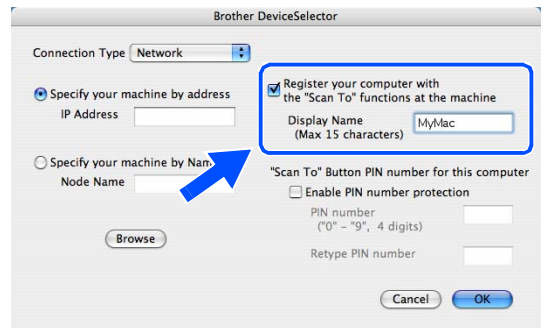 Brother DeviceSelector
Connection Type Network
Specify your machine by address
IP Address
Specify your machine by Nam
Node Name
Browse
Register your computer with
the "Scan To" functions at the machine
Display Name
(Max 15 characters)
MyMac
"Scan To" Button PIN number for this computer
Enable PIN number protection
PIN number
("0" – "9", 4 digits)
Retype PIN number
Cancel OK